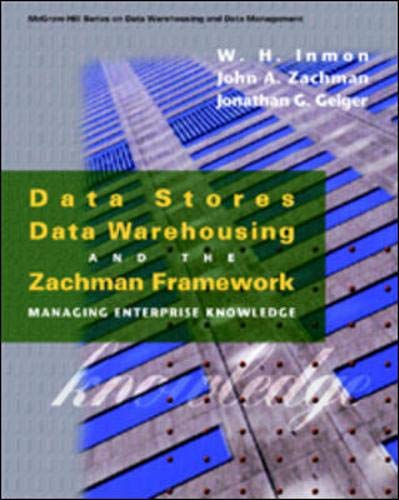 McGraw-Hill Series on Data Warehousing and Data Management
W. H. Inmon
John A. Zachman
Jonathan G. Geiger
Data Stores
Data Warehousing
AND THE
Zachman Framework
MANAGING ENTERPRISE KNOWLEDGE
knowledge